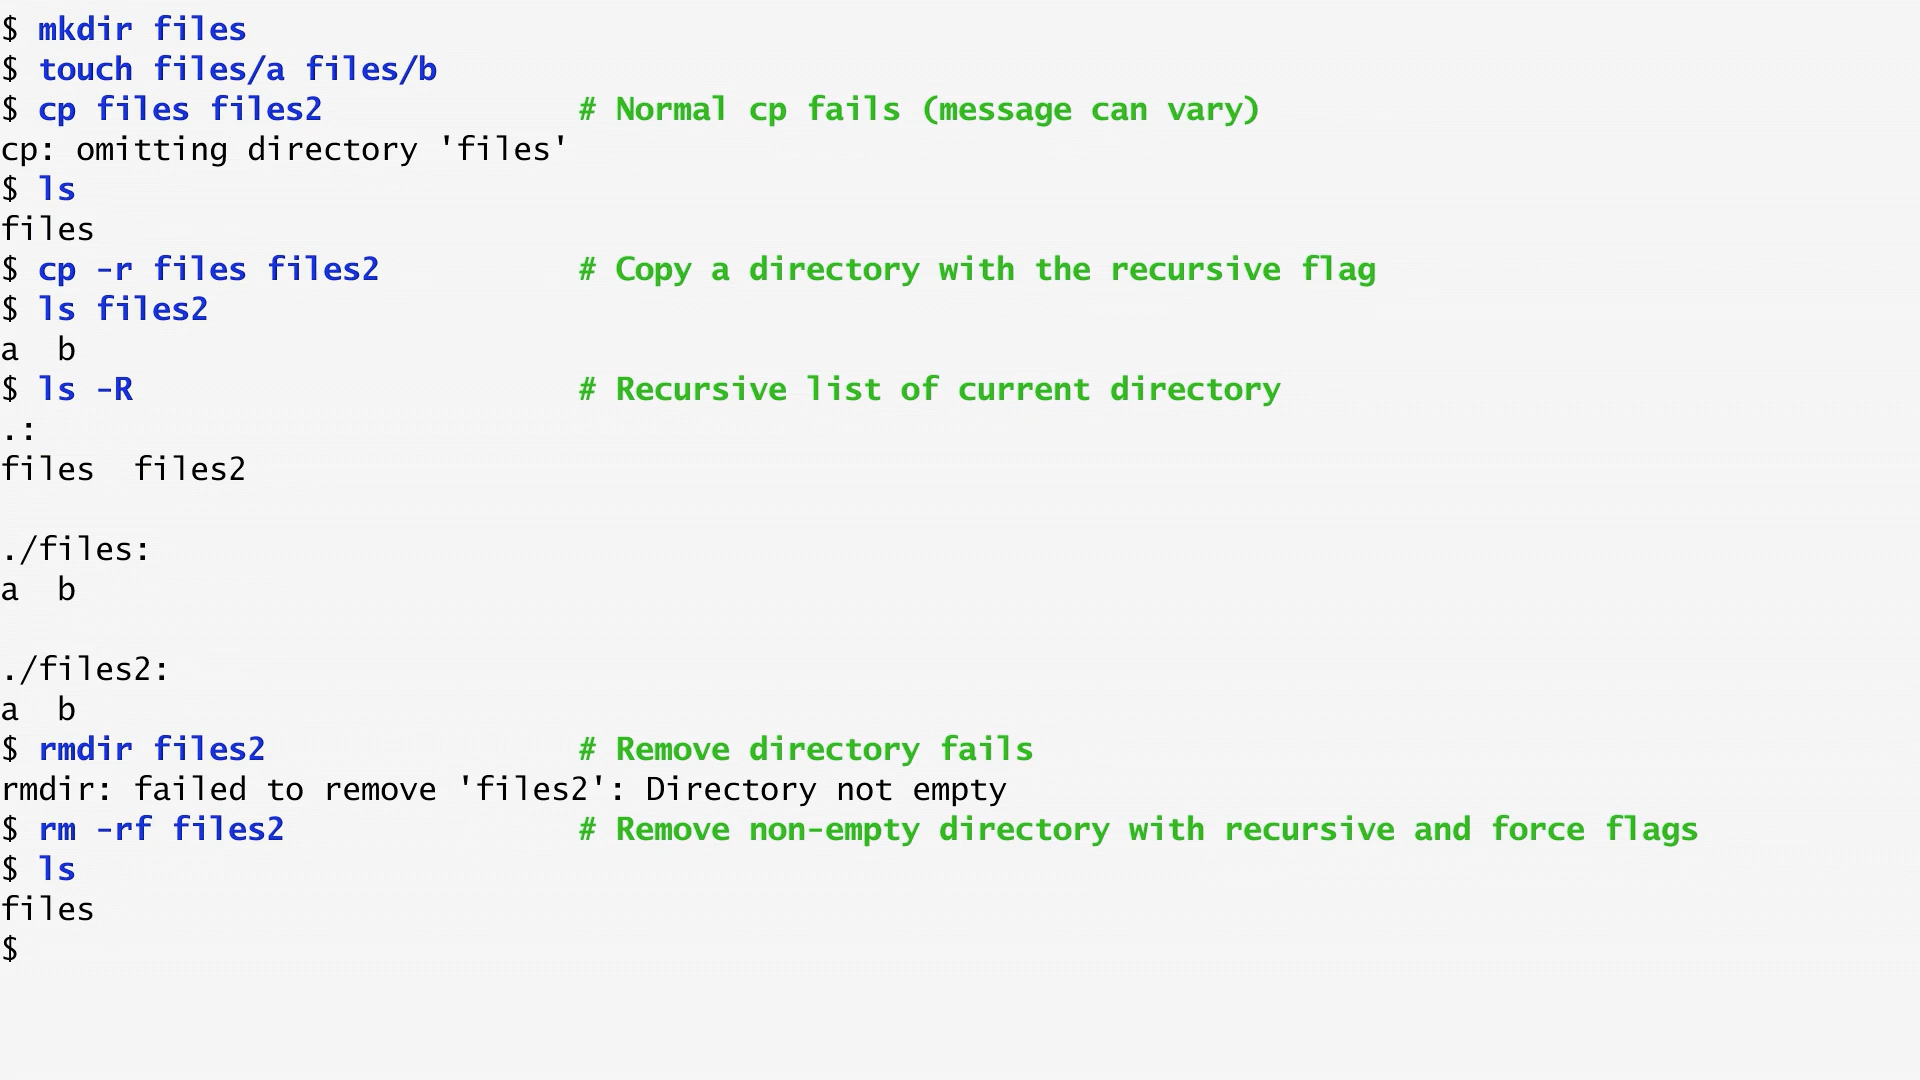 $ mkdir files
$ touch files/a files/b
$ cp files files2 # Normal cp fails (message can vary)
cp: omitting directory 'files'
$ ls
files
$ cp -r files files2 # Copy a directory with the recursive flag
$ ls files2
a b
$ ls -R # Recursive list of current directory
.:
files files2
./files:
a b
./files2:
a b
$ rmdir files2 # Remove directory fails
rmdir: failed to remove 'files2': Directory not empty
$ rm -rf files2 # Remove non-empty directory with recursive and force flags
$ ls
files
$